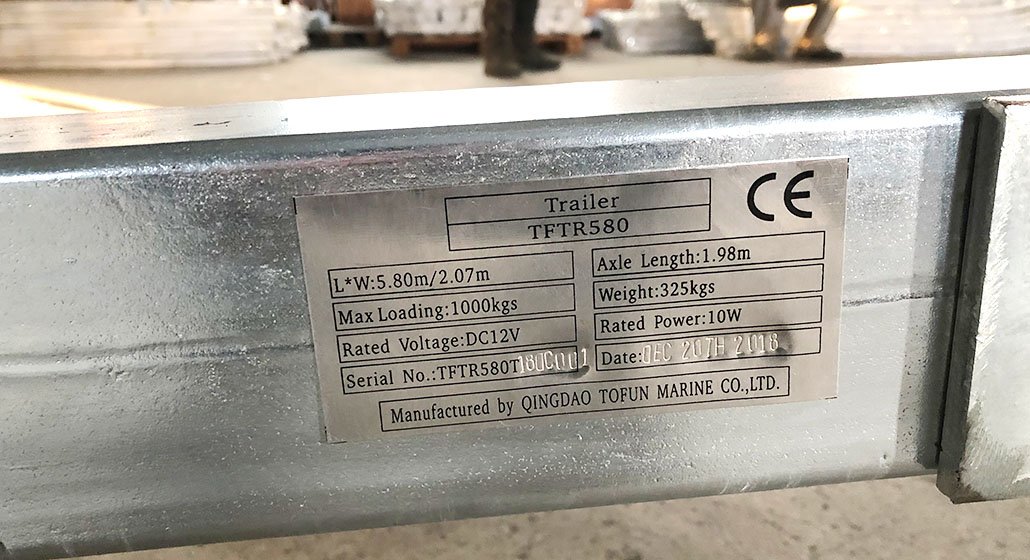 Trailer
TFTR580
CE
L*W:5.80m/2.07m
Axle Length:1.98m
Max Loading:1000kgs
Weight:325kgs
Rated Voltage:DC12V
Rated Power:10W
Serial No.:TFTR580T180C001
Date:DEC 20TH 2018
Manufactured by QINGDAO TOFUN MARINE CO.,LTD.